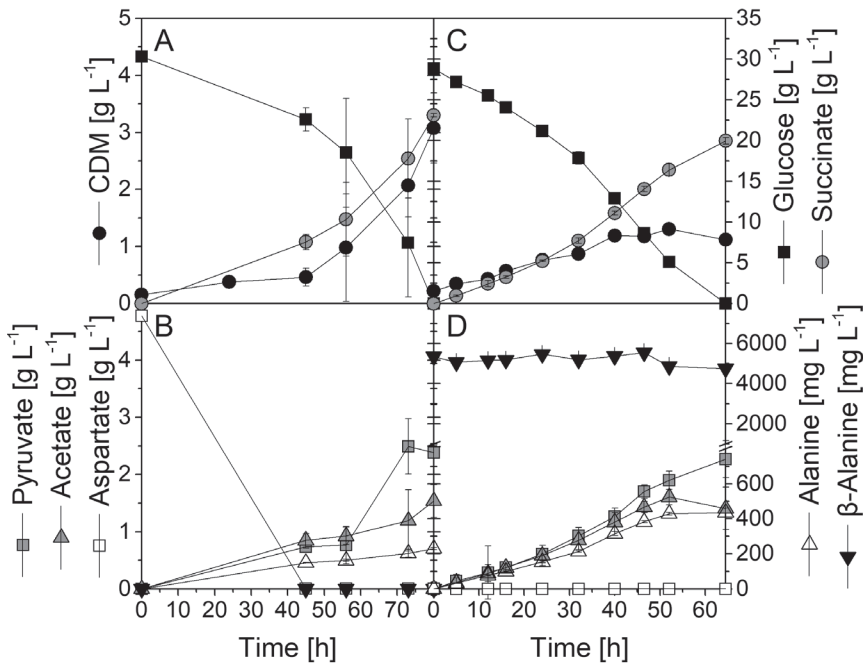 A
C
B
D
5
4
3
2
1
0
4
3
2
1
0
35
30
25
20
15
10
5
0
6000
4000
2000
600
400
200
0
CDM [g L⁻¹]
Glucose [g L⁻¹]
Succinate [g L⁻¹]
Pyruvate [g L⁻¹]
Acetate [g L⁻¹]
Aspartate [g L⁻¹]
Alanine [mg L⁻¹]
β-Alanine [mg L⁻¹]
0 10 20 30 40 50 60 70 0 10 20 30 40 50 60
Time [h] Time [h]